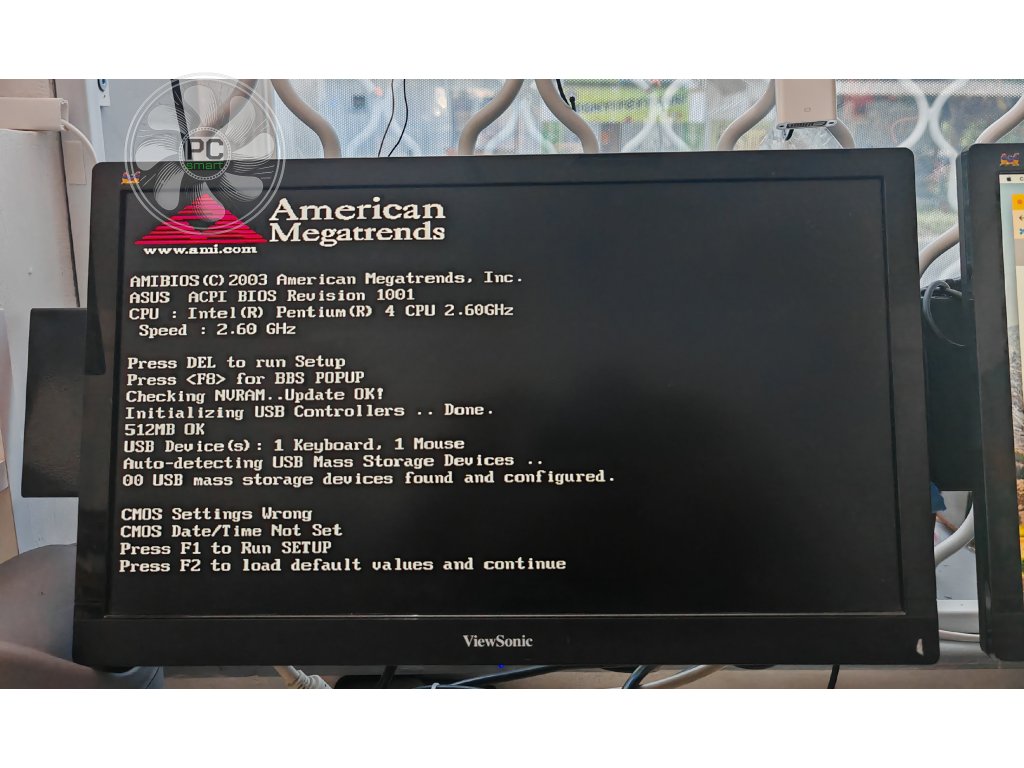 PC
smart
American
Megatrends
www.ami.com
AMIBIOS(C)2003 American Megatrends, Inc.
ASUS ACPI BIOS Revision 1001
CPU : Intel(R) Pentium(R) 4 CPU 2.60GHz
Speed : 2.60 GHz
Press DEL to run Setup
Press <F8> for BBS POPUP
Checking NVRAM..Update OK!
Initializing USB Controllers .. Done.
512MB OK
USB Device(s): 1 Keyboard, 1 Mouse
Auto-detecting USB Mass Storage Devices ..
00 USB mass storage devices found and configured.
CMOS Settings Wrong
CMOS Date/Time Not Set
Press F1 to Run SETUP
Press F2 to load default values and continue
ViewSonic